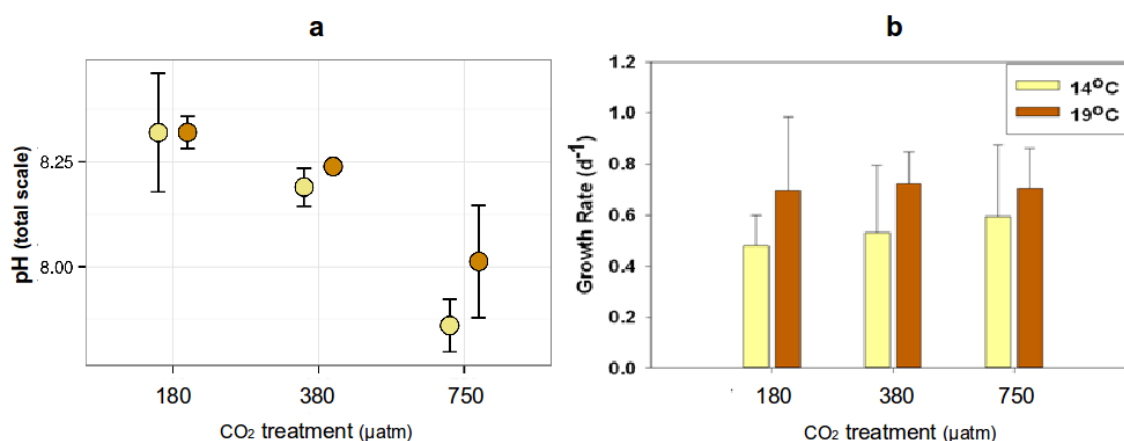 a
pH (total scale)
8.25
8.00
180
380
750
CO₂ treatment (µatm)
b
Growth Rate (d⁻¹)
1.2
1.0
0.8
0.6
0.4
0.2
0.0
14°C
19°C
180
380
750
CO₂ treatment (µatm)